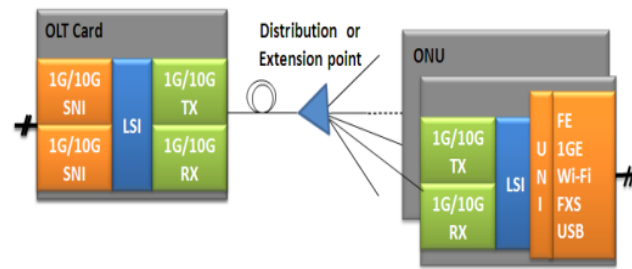 OLT Card
1G/10G
SNI
1G/10G
SNI
LSI
1G/10G
TX
1G/10G
RX
Distribution or
Extension point
ONU
1G/10G
TX
1G/10G
RX
LSI
U
N
I
FE
1GE
Wi-Fi
FXS
USB